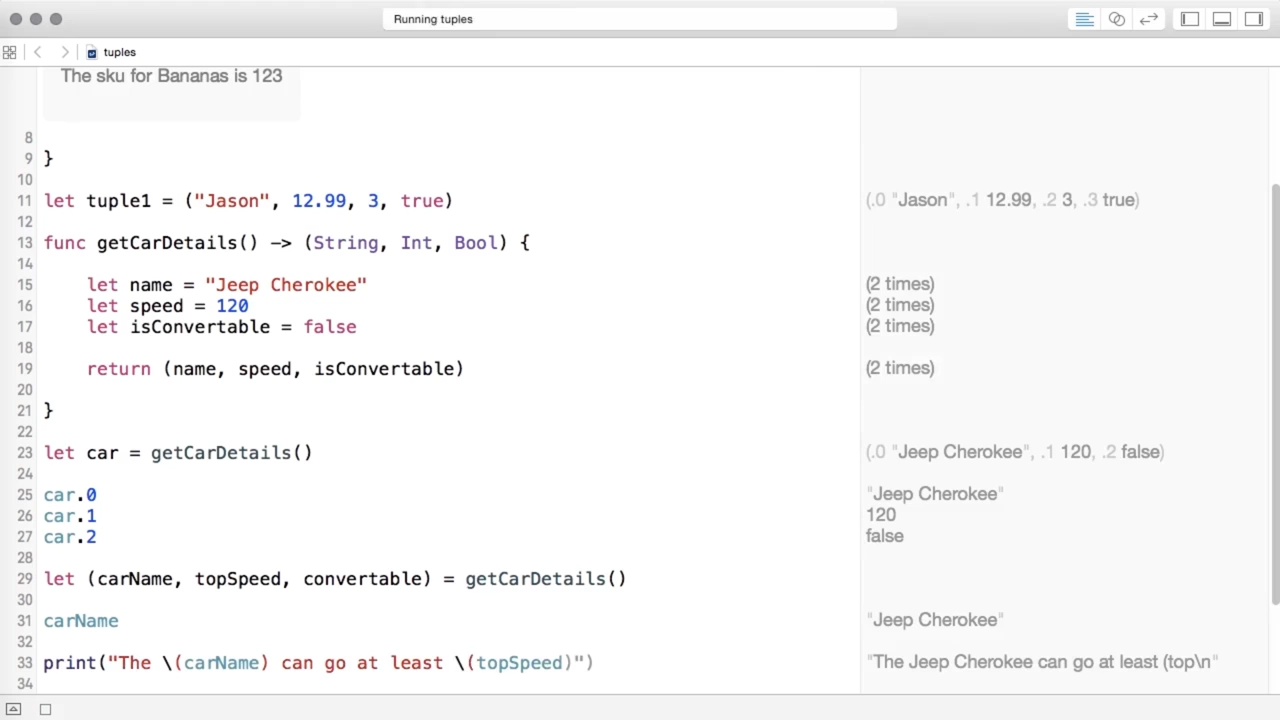 Running tuples
tuples
The sku for Bananas is 123
8
9 }
10
11 let tuple1 = ("Jason", 12.99, 3, true) (.0 "Jason", .1 12.99, .2 3, .3 true)
12
13 func getCarDetails() -> (String, Int, Bool) {
14
15 let name = "Jeep Cherokee" (2 times)
16 let speed = 120 (2 times)
17 let isConvertable = false (2 times)
18
19 return (name, speed, isConvertable) (2 times)
20
21 }
22
23 let car = getCarDetails() (.0 "Jeep Cherokee", .1 120, .2 false)
24
25 car.0 "Jeep Cherokee"
26 car.1 120
27 car.2 false
28
29 let (carName, topSpeed, convertable) = getCarDetails()
30
31 carName "Jeep Cherokee"
32
33 print("The \(carName) can go at least \(topSpeed)") "The Jeep Cherokee can go at least (top\n"
34